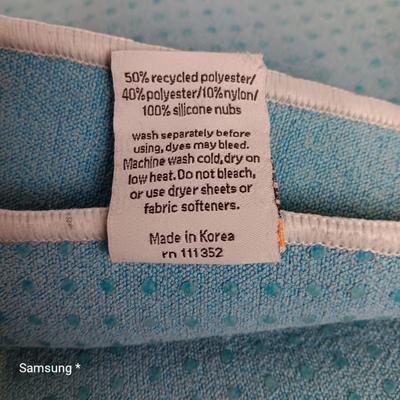 50% recycled polyester/
40% polyester/10% nylon/
100% silicone nubs
wash separately before
using, dyes may bleed.
Machine wash cold, dry on
low heat. Do not bleach,
or use dryer sheets or
fabric softeners.
Made in Korea
rn 111352
Samsung *